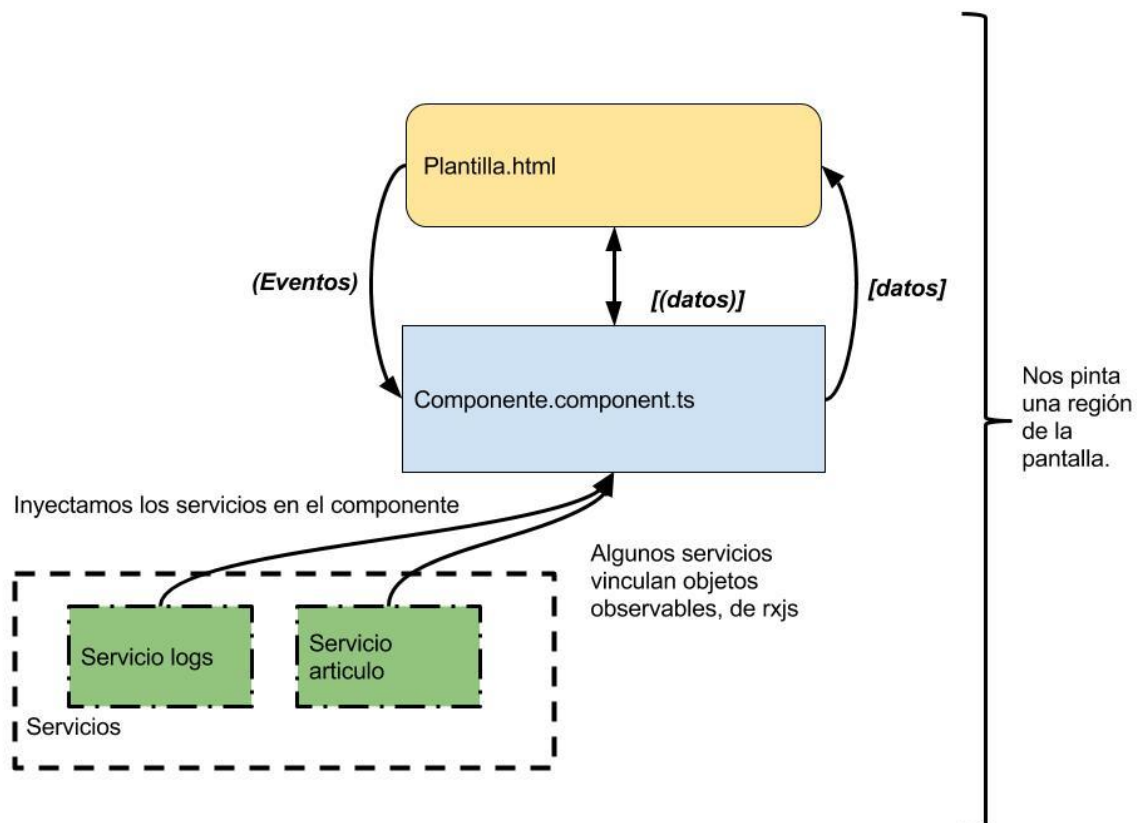 Plantilla.html
(Eventos)
[(datos)]
[datos]
Componente.component.ts
Nos pinta
una región
de la
pantalla.
Inyectamos los servicios en el componente
Algunos servicios
vinculan objetos
observables, de rxjs
Servicio logs
Servicio
articulo
Servicios